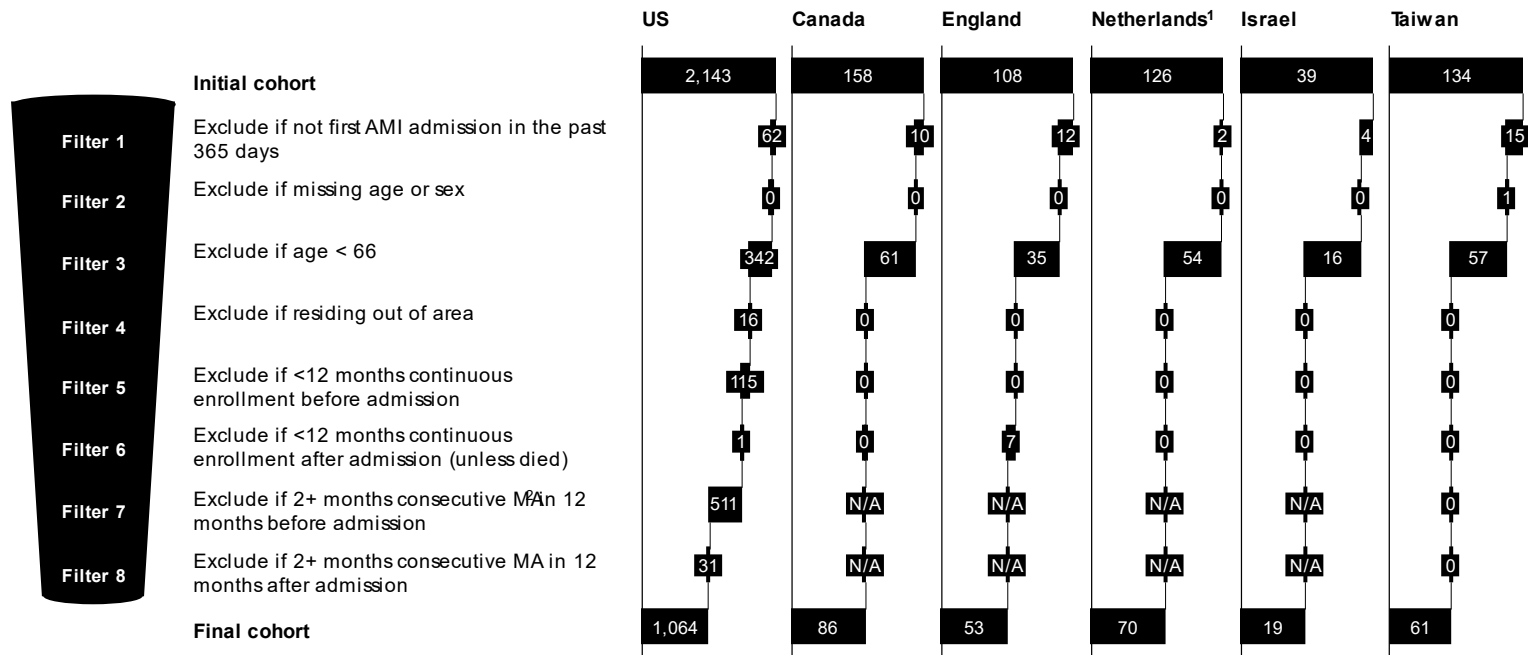 US Canada England Netherlands¹ Israel Taiwan
Initial cohort 2,143 158 108 126 39 134
Filter 1 Exclude if not first AMI admission in the past
365 days 62 10 12 2 4 15
Filter 2 Exclude if missing age or sex 0 0 0 0 0 1
Filter 3 Exclude if age < 66 342 61 35 54 16 57
Filter 4 Exclude if residing out of area 16 0 0 0 0 0
Filter 5 Exclude if <12 months continuous
enrollment before admission 115 0 0 0 0 0
Filter 6 Exclude if <12 months continuous
enrollment after admission (unless died) 1 0 7 0 0 0
Filter 7 Exclude if 2+ months consecutive MA² in 12
months before admission 511 N/A N/A N/A N/A 0
Filter 8 Exclude if 2+ months consecutive MA in 12
months after admission 31 N/A N/A N/A N/A 0
Final cohort 1,064 86 53 70 19 61